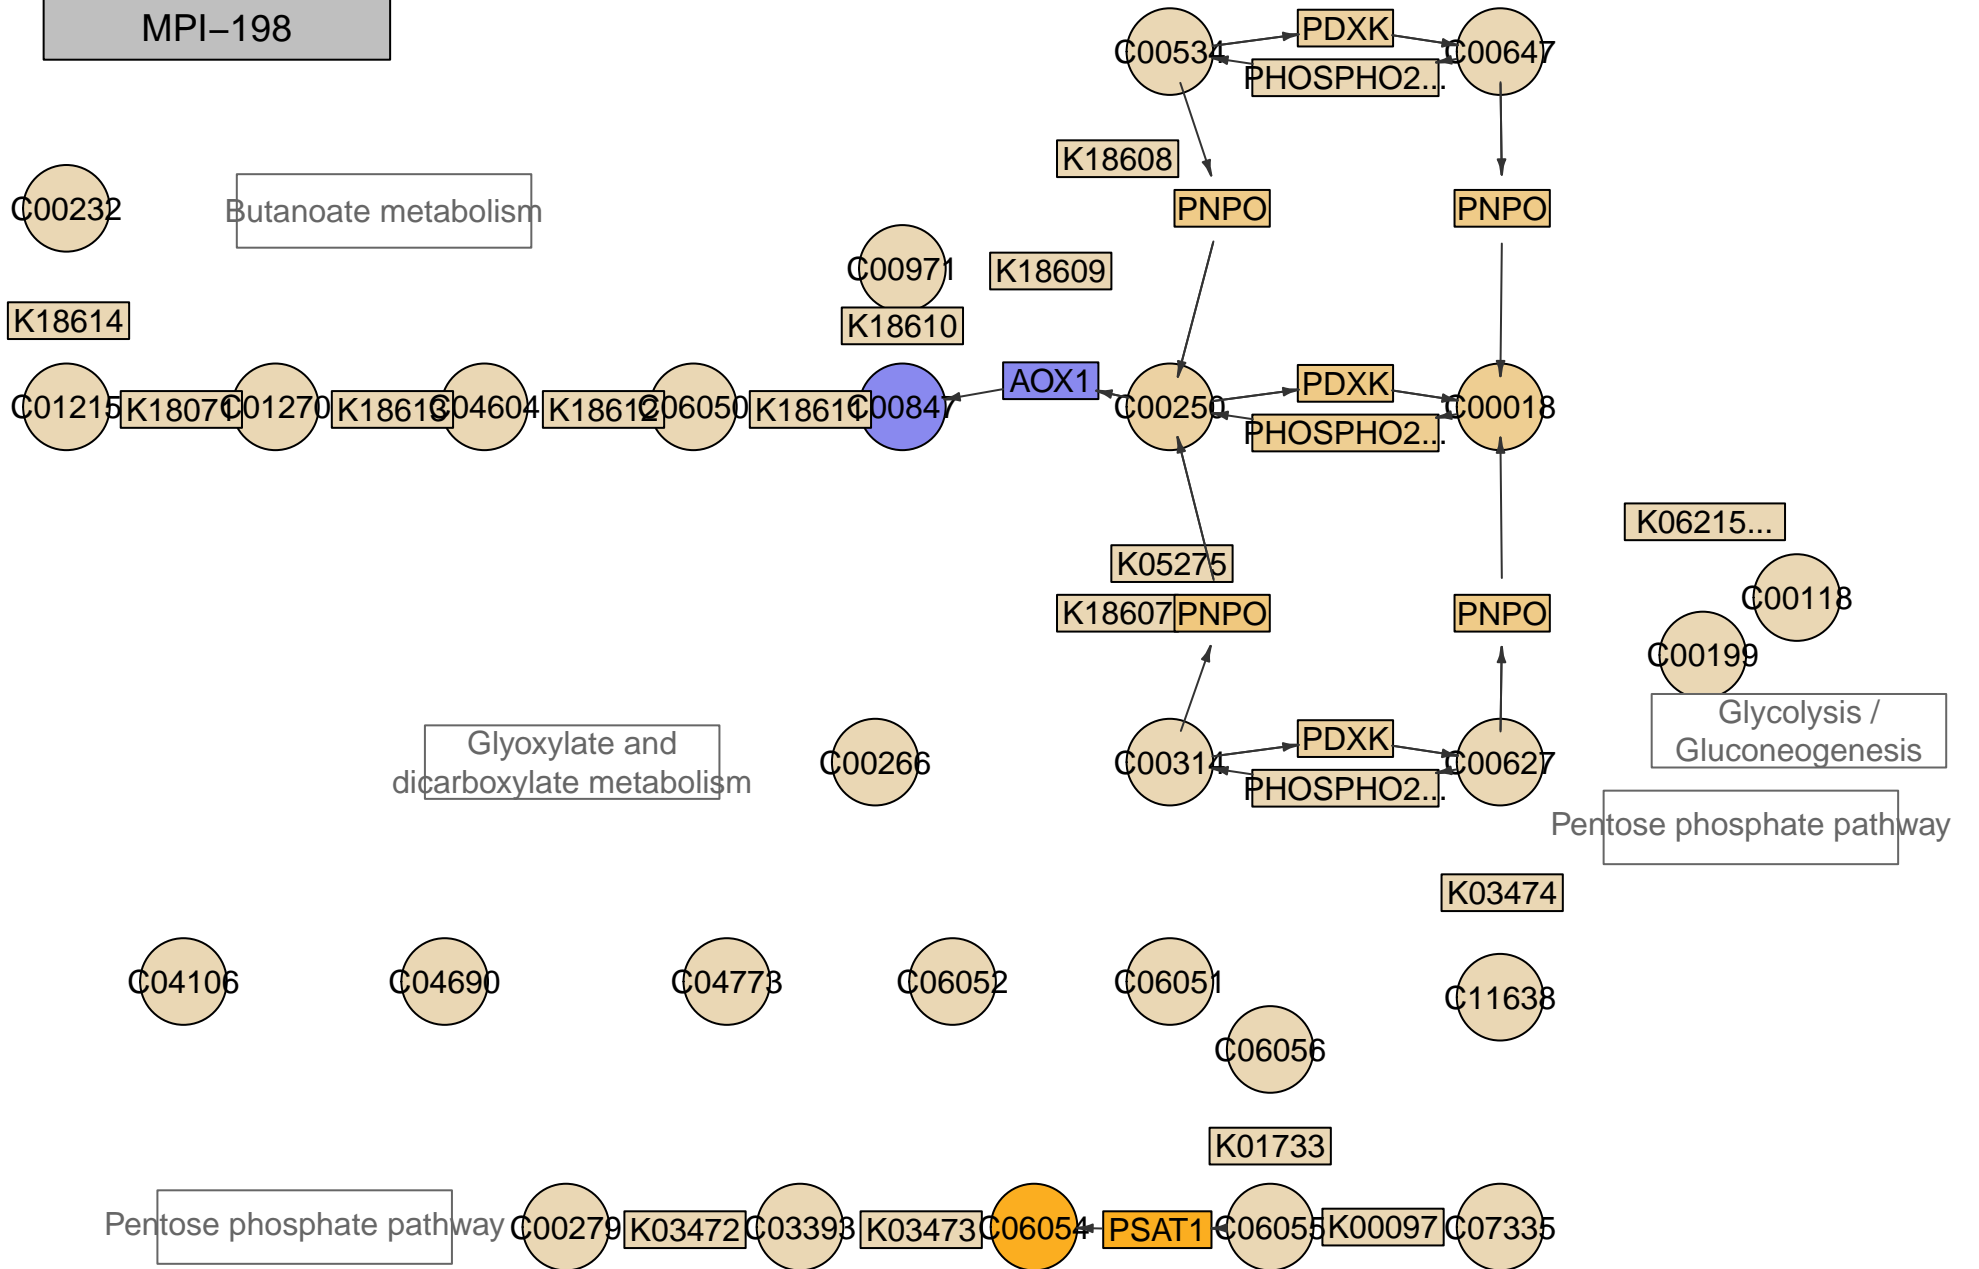 MPI–198
C00534
PDXK
C00647
PHOSPHO2...
K18608
C00232
Butanoate metabolism
PNPO
PNPO
C00971
K18609
K18614
K18610
C01215
K18071
C01270
K18613
C04604
K18612
C06050
K18611
C00847
AOX1
C00250
PDXK
C00018
PHOSPHO2...
K06215...
K05275
C00118
K18607
PNPO
PNPO
C00199
Glycolysis /
Gluconeogenesis
Glyoxylate and
dicarboxylate metabolism
C00266
C00314
PDXK
C00627
PHOSPHO2...
Pentose phosphate pathway
K03474
C04106
C04690
C04773
C06052
C06051
C11638
C06056
K01733
Pentose phosphate pathway
C00279
K03472
C03393
K03473
C06054
PSAT1
C06055
K00097
C07335